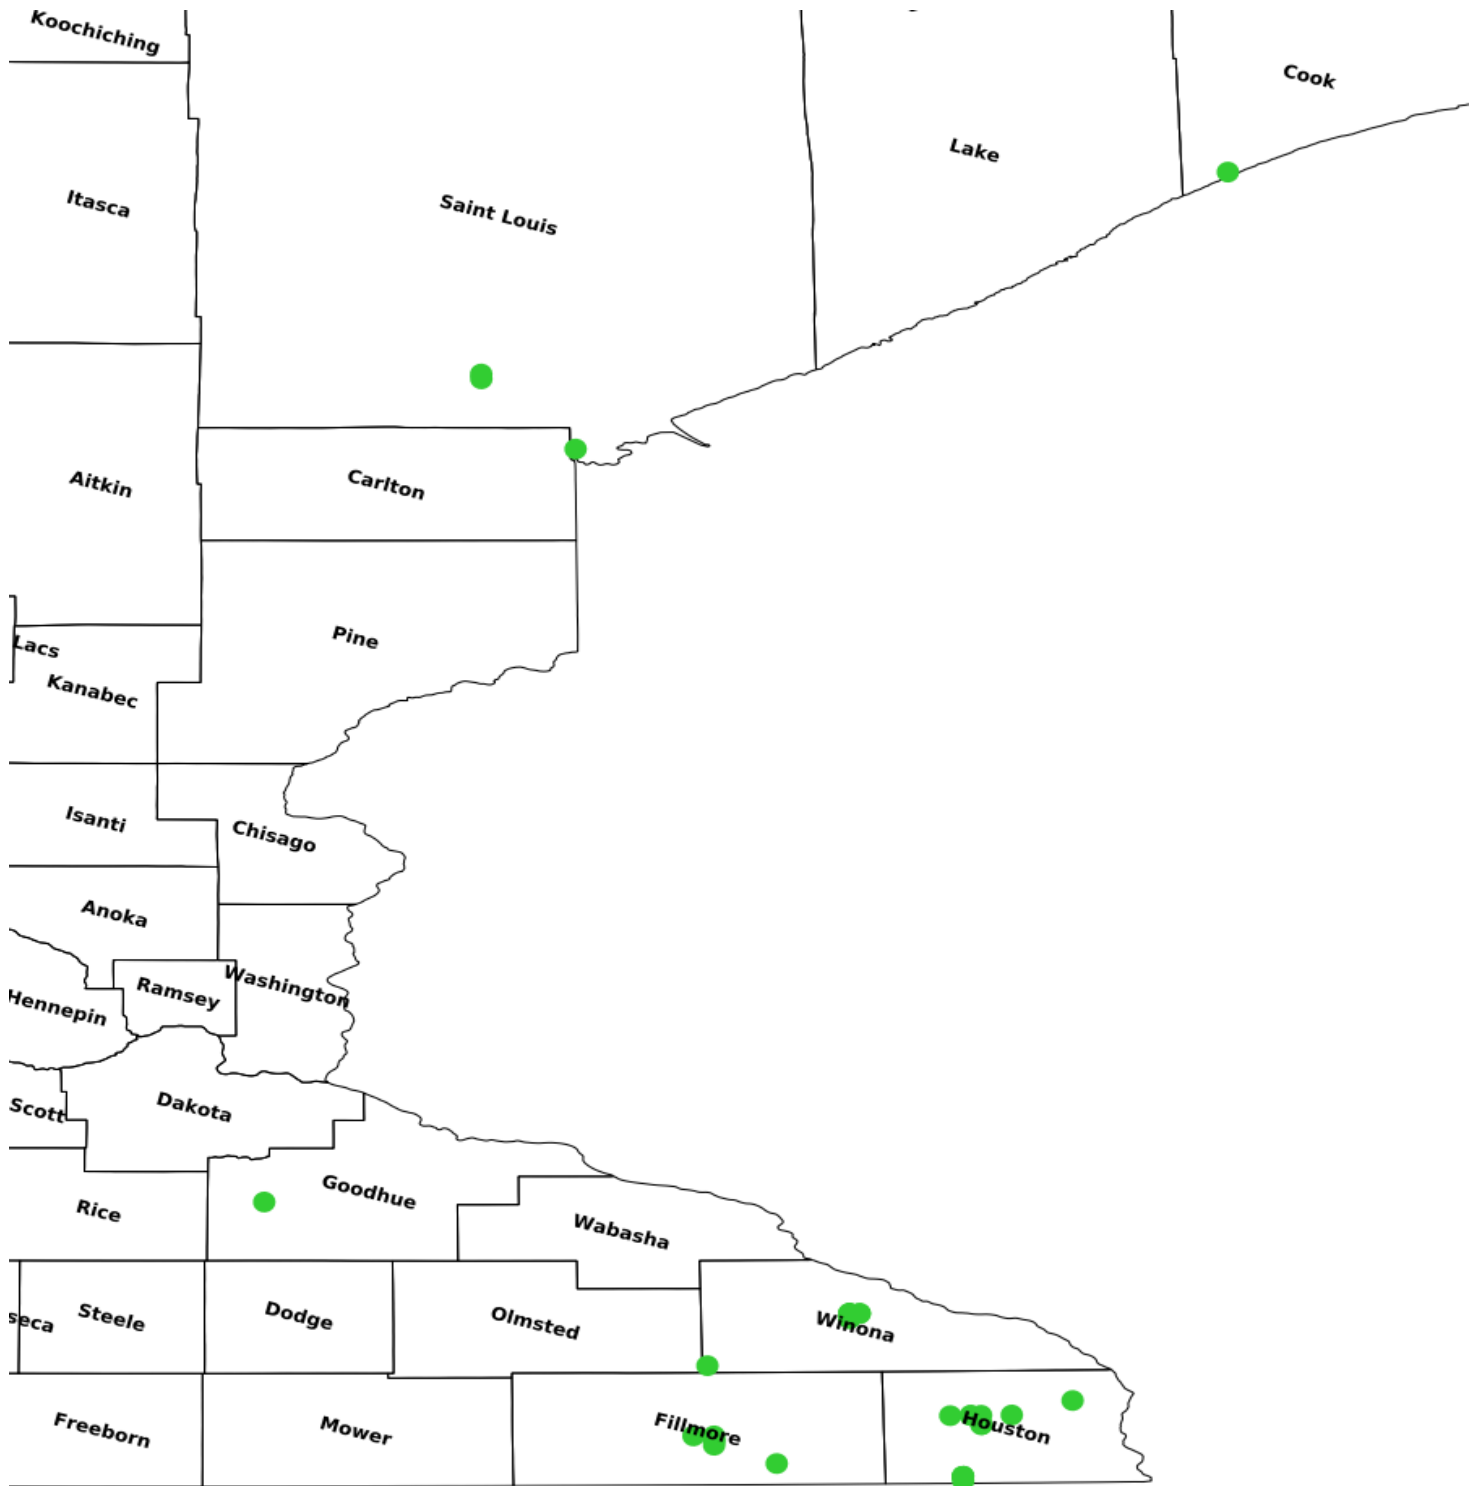 Koochiching
Cook
Lake
Itasca
Saint Louis
Aitkin
Carlton
Pine
Lacs
Kanabec
Isanti
Chisago
Anoka
Washington
Ramsey
Hennepin
Dakota
Scott
Goodhue
Rice
Wabasha
seca
Steele
Dodge
Olmsted
Winona
Freeborn
Mower
Fillmore
Houston